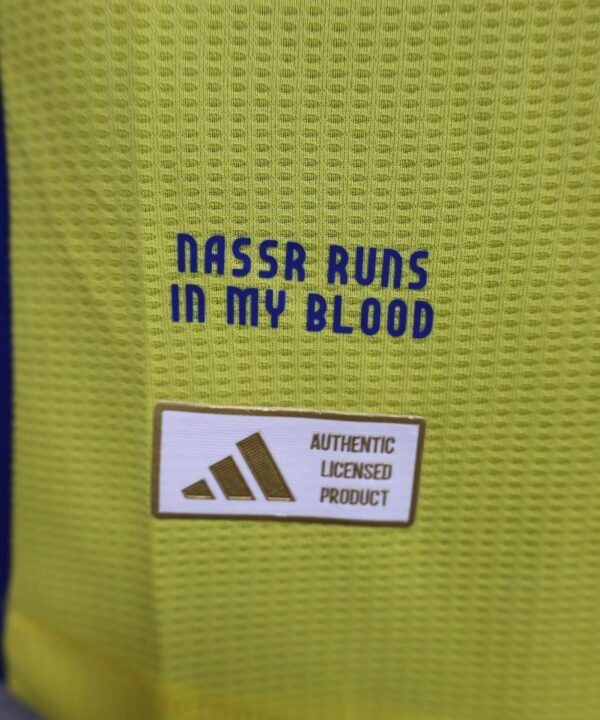 NASSR RUNS
IN MY BLOOD
AUTHENTIC
LICENSED
PRODUCT